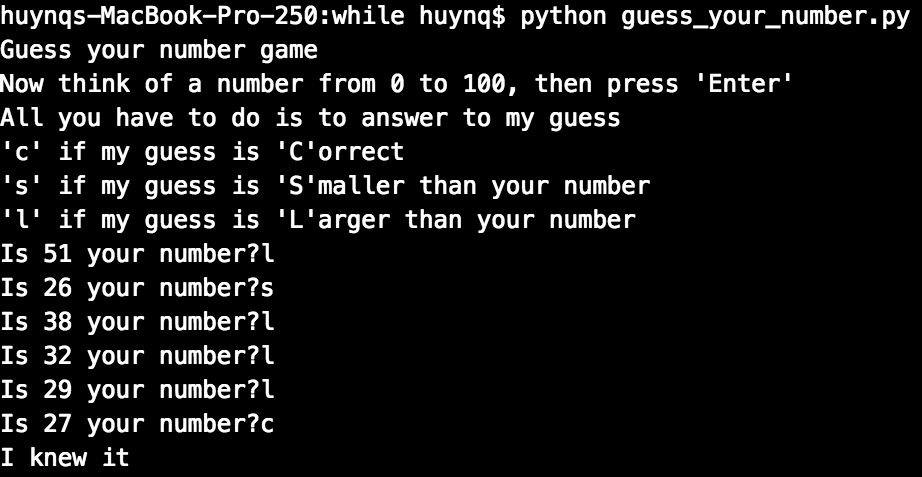 huynqs-MacBook-Pro-250:while huynq$ python guess_your_number.py
Guess your number game
Now think of a number from 0 to 100, then press 'Enter'
All you have to do is to answer to my guess
'c' if my guess is 'C'orrect
's' if my guess is 'S'maller than your number
'l' if my guess is 'L'arger than your number
Is 51 your number?l
Is 26 your number?s
Is 38 your number?l
Is 32 your number?l
Is 29 your number?l
Is 27 your number?c
I knew it